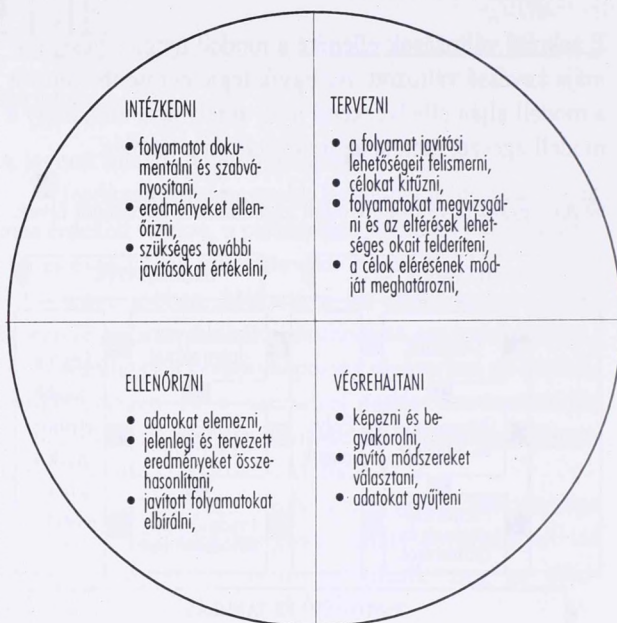 INTÉZKEDNI
• folyamatot doku-
mentálni és szabvá-
nyosítani,
• eredményeket ellen-
őrizni,
• szükséges további
javításokat értékelni,
TERVEZNI
• a folyamat javítási
lehetőségeit felismerni,
• célokat kitűzni,
• folyamatokat megvizsgál-
ni és az eltérések lehet-
séges okait felderíteni,
• a célok elérésének mód-
ját meghatározni,
ELLENŐRIZNI
• adatokat elemezni,
• jelenlegi és tervezett
eredményeket össze-
hasonlítani,
• javított folyamatokat
elbírálni,
VÉGREHAJTANI
• képezni és be-
gyakorolni,
• javító módszereket
választani,
• adatokat gyűjteni